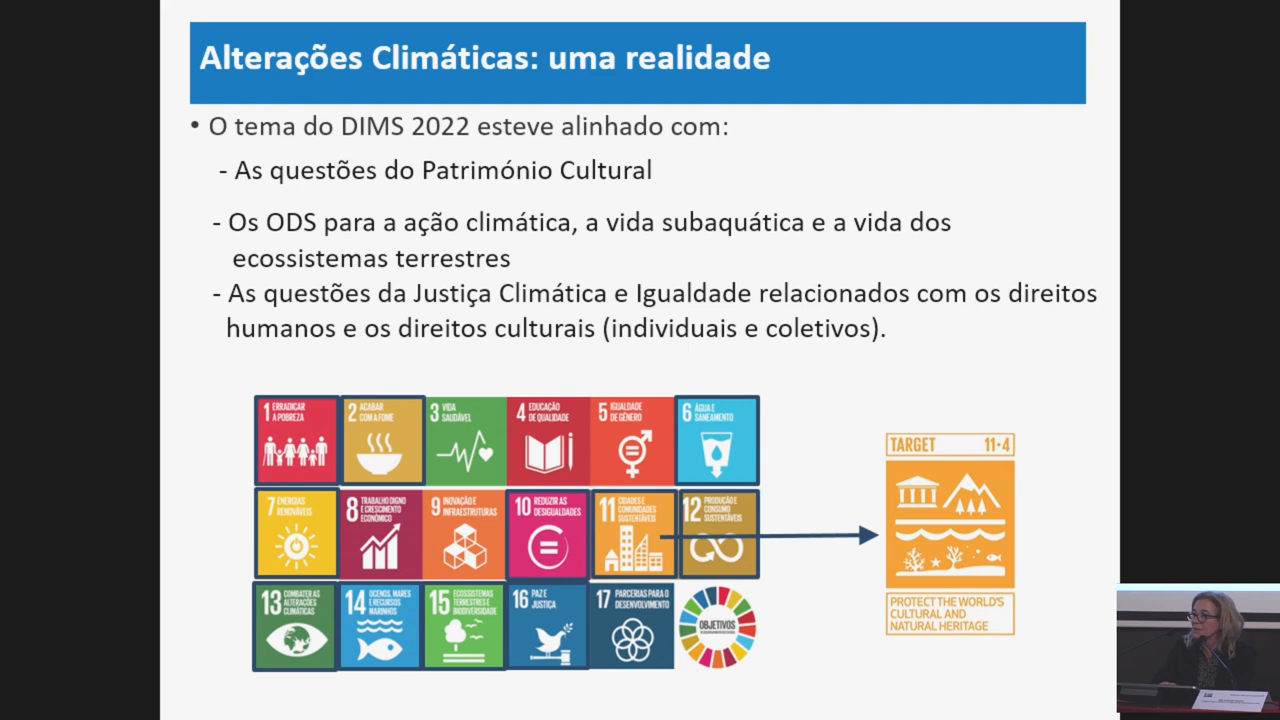 Alterações Climáticas: uma realidade
• O tema do DIMS 2022 esteve alinhado com:
- As questões do Património Cultural
- Os ODS para a ação climática, a vida subaquática e a vida dos
ecossistemas terrestres
- As questões da Justiça Climática e Igualdade relacionados com os direitos
humanos e os direitos culturais (individuais e coletivos).
1 ERRADICAR
A POBREZA
2 ACABAR
COM A FOME
3 VIDA
SAUDÁVEL
4 EDUCAÇÃO
DE QUALIDADE
5 IGUALDADE
DE GÉNERO
6 ÁGUA E
SANEAMENTO
7 ENERGIAS
RENOVÁVEIS
8 TRABALHO DIGNO
E CRESCIMENTO
ECONÓMICO
9 INOVAÇÃO E
INFRAESTRUTURAS
10 REDUZIR AS
DESIGUALDADES
11 CIDADES E
COMUNIDADES
SUSTENTÁVEIS
12 PRODUÇÃO E
CONSUMO
SUSTENTÁVEIS
13 COMBATER AS
ALTERAÇÕES
CLIMÁTICAS
14 OCENOS, MARES
E RECURSOS
MARINHOS
15 ECOSSISTEMAS
TERRESTRES E
BIODIVERSIDADE
16 PAZ E
JUSTIÇA
17 PARCERIAS PARA O
DESENVOLVIMENTO
OBJETIVOS
TARGET 11·4
PROTECT THE WORLD'S
CULTURAL AND
NATURAL HERITAGE